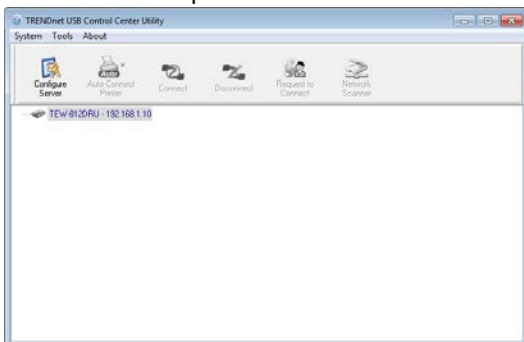 TRENDnet USB Control Center Utility
System Tools About
Configure Server
Auto Connect Printer
Connect
Disconnect
Request to Connect
Network Scanner
TEW-812DRU - 192.168.1.10